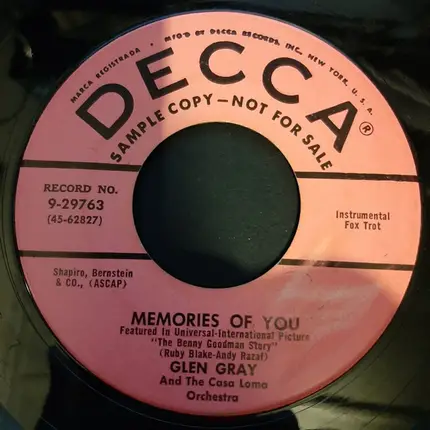 MARCA REGISTRADA • MF'D BY DECCA RECORDS, INC., NEW YORK, U. S. A.
DECCA®
SAMPLE COPY—NOT FOR SALE
RECORD NO.
9-29763
(45-62827)
Instrumental
Fox Trot
Shapiro, Bernstein
& CO., (ASCAP)
MEMORIES OF YOU
Featured In Universal-International Picture
"The Benny Goodman Story"
(Ruby Blake-Andy Razaf)
GLEN GRAY
And The Casa Loma
Orchestra